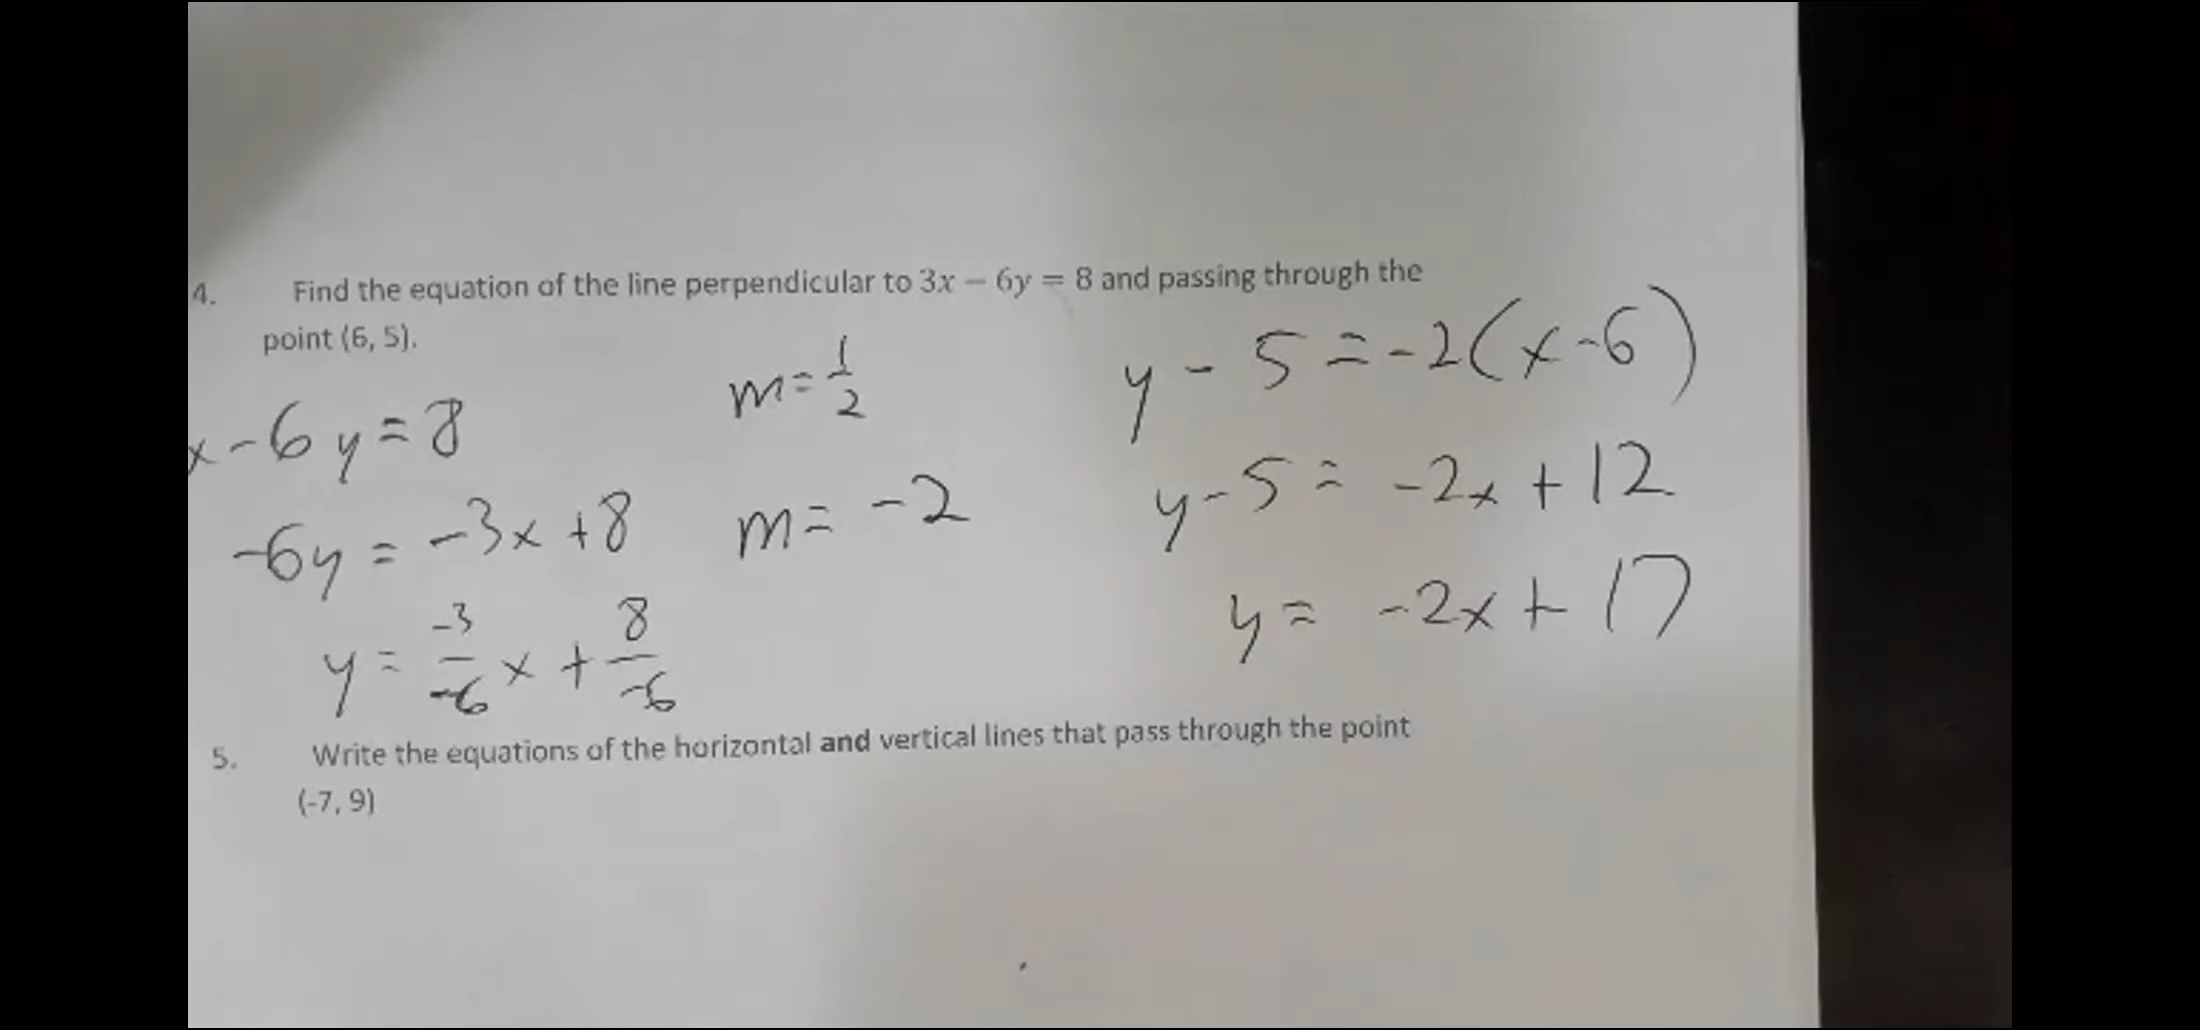 4. Find the equation of the line perpendicular to 3x − 6y = 8 and passing through the
point (6, 5).
x - 6y = 8
-6y = -3x + 8
y = -3/-6 x + 8/-6
m = 1/2
m = -2
y - 5 = -2(x - 6)
y - 5 = -2x + 12
y = -2x + 17
5. Write the equations of the horizontal and vertical lines that pass through the point
(-7, 9)